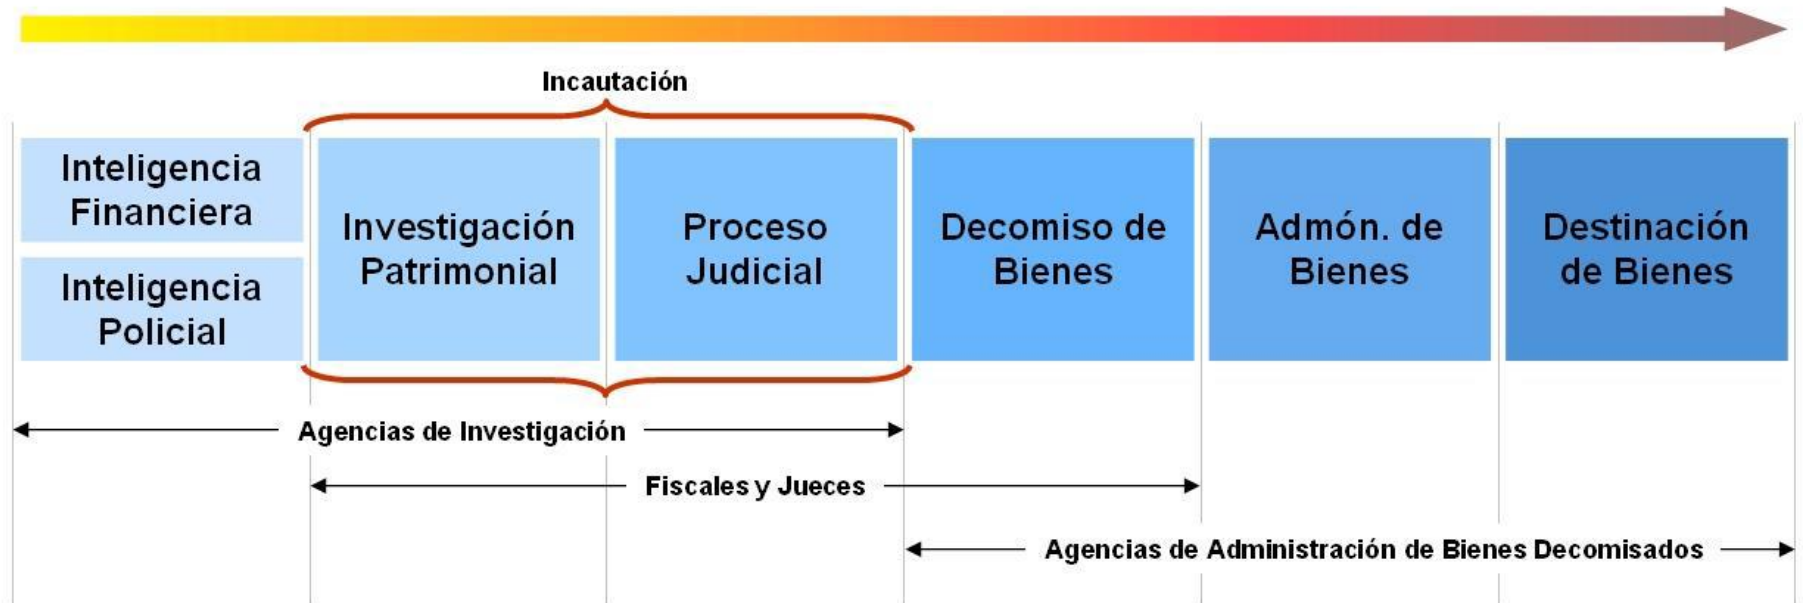 Incautación
Inteligencia
Financiera
Inteligencia
Policial
Investigación
Patrimonial
Proceso
Judicial
Decomiso de
Bienes
Admón. de
Bienes
Destinación
de Bienes
Agencias de Investigación
Fiscales y Jueces
Agencias de Administración de Bienes Decomisados